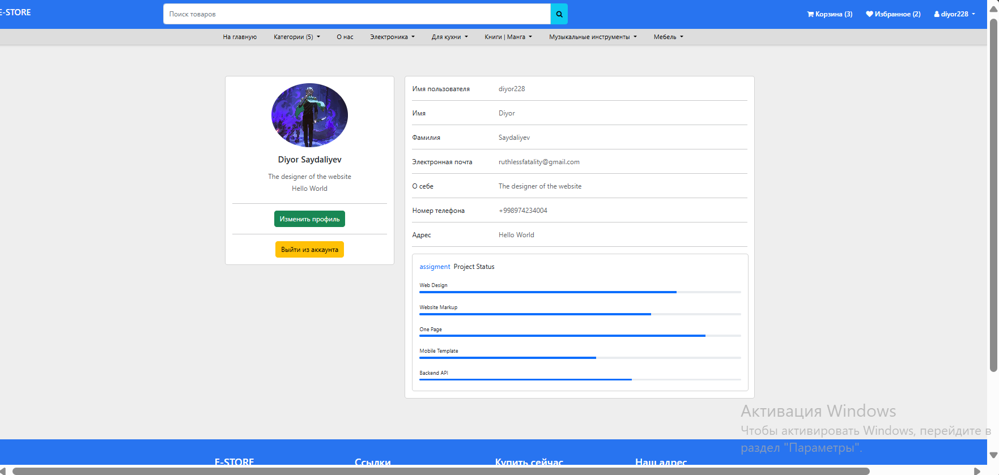 E-STORE
Поиск товаров
Корзина (3)
Избранное (2)
diyor228
На главную
Категории (5)
О нас
Электроника
Для кухни
Книги | Манга
Музыкальные инструменты
Мебель
Diyor Saydaliyev
The designer of the website
Hello World
Изменить профиль
Выйти из аккаунта
Имя пользователя diyor228
Имя Diyor
Фамилия Saydaliyev
Электронная почта ruthlessfatality@gmail.com
О себе The designer of the website
Номер телефона +998974234004
Адрес Hello World
assigment Project Status
Web Design
Website Markup
One Page
Mobile Template
Backend API
Активация Windows
Чтобы активировать Windows, перейдите в
раздел "Параметры".
E-STORE
Ссылки
Купить сейчас
Наш адрес